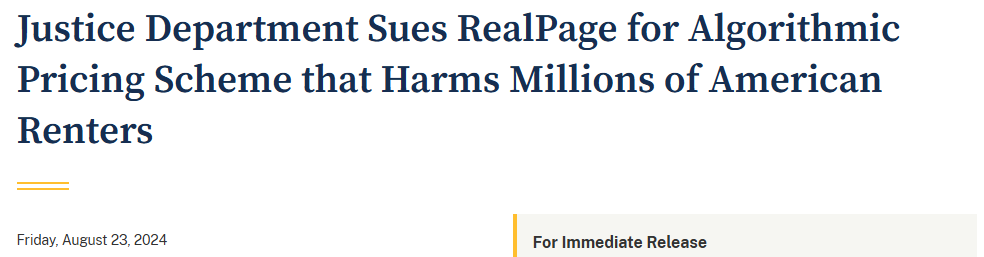 Justice Department Sues RealPage for Algorithmic
Pricing Scheme that Harms Millions of American
Renters
Friday, August 23, 2024
For Immediate Release